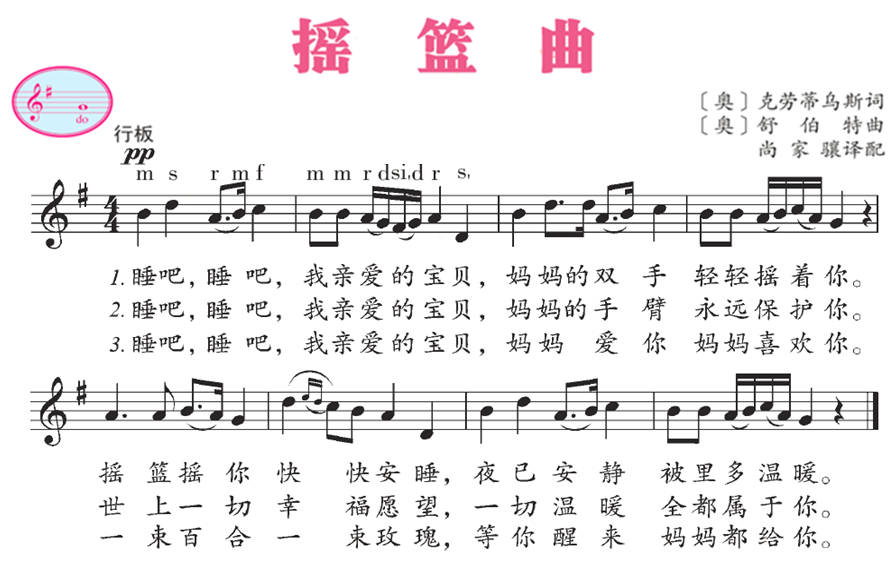 摇 篮 曲
do
〔奥〕克劳蒂乌斯词
〔奥〕舒 伯 特曲
尚 家 骧译配
行板
pp
m s r m f m m r d si, d r s,
4
4
1. 睡吧, 睡 吧, 我亲爱的宝贝, 妈妈的双 手 轻轻摇着你。
2. 睡吧, 睡 吧, 我亲爱的宝贝, 妈妈的手 臂 永远保护你。
3. 睡吧, 睡 吧, 我亲爱的宝贝, 妈妈 爱 你 妈妈喜欢你。
摇 篮摇 你 快 快安睡, 夜已安 静 被里多温暖。
世 上一 切 幸 福愿望, 一切温 暖 全都属于你。
一 束百 合 一 束玫瑰, 等你醒 来 妈妈都给你。